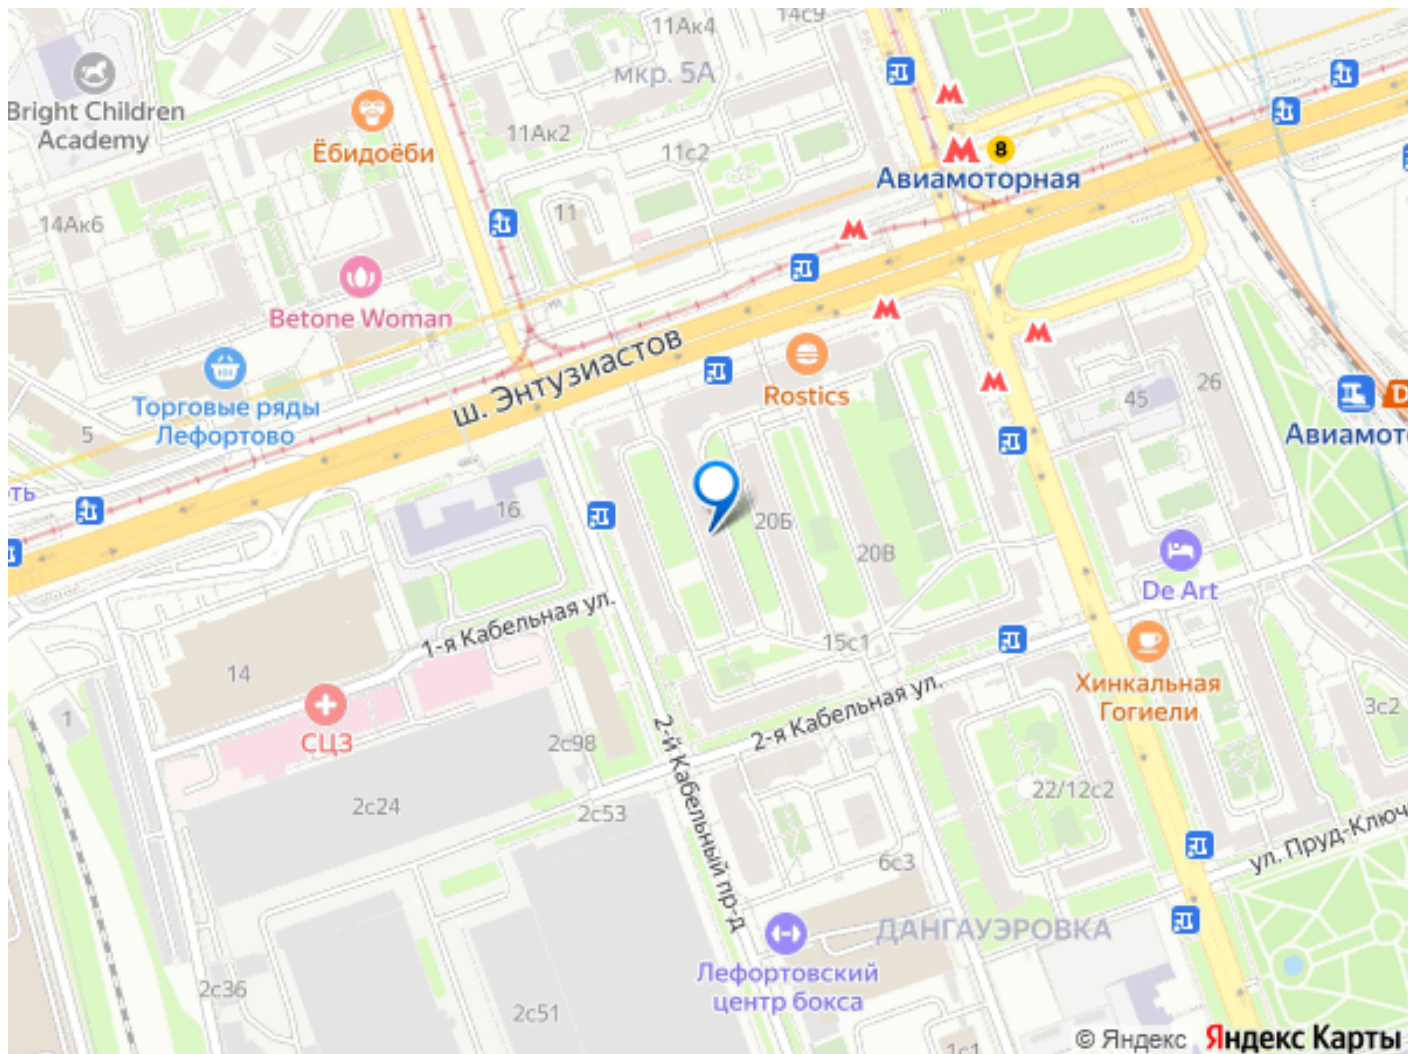 11Ак4
14с9
мкр. 5А
Bright Children
Academy
Ёбидоёби
11Ак2
11с2
8
Авиамоторная
14Ак6
11
Betone Woman
ш. Энтузиастов
Rostics
Торговые ряды
Лефортово
5
45
26
D
Авиамот
ть
16
20Б
20В
De Art
1-я Кабельная ул.
15с1
14
Хинкальная
Гогиели
3с2
1
СЦЗ
2-я Кабельная ул.
2с98
2-й Кабельный пр-д
2с24
2с53
22/12с2
ул. Пруд-Ключ
6с3
ДАНГАУЭРОВКА
Лефортовский
центр бокса
2с36
2с51
1с1
© Яндекс Яндекс Карты